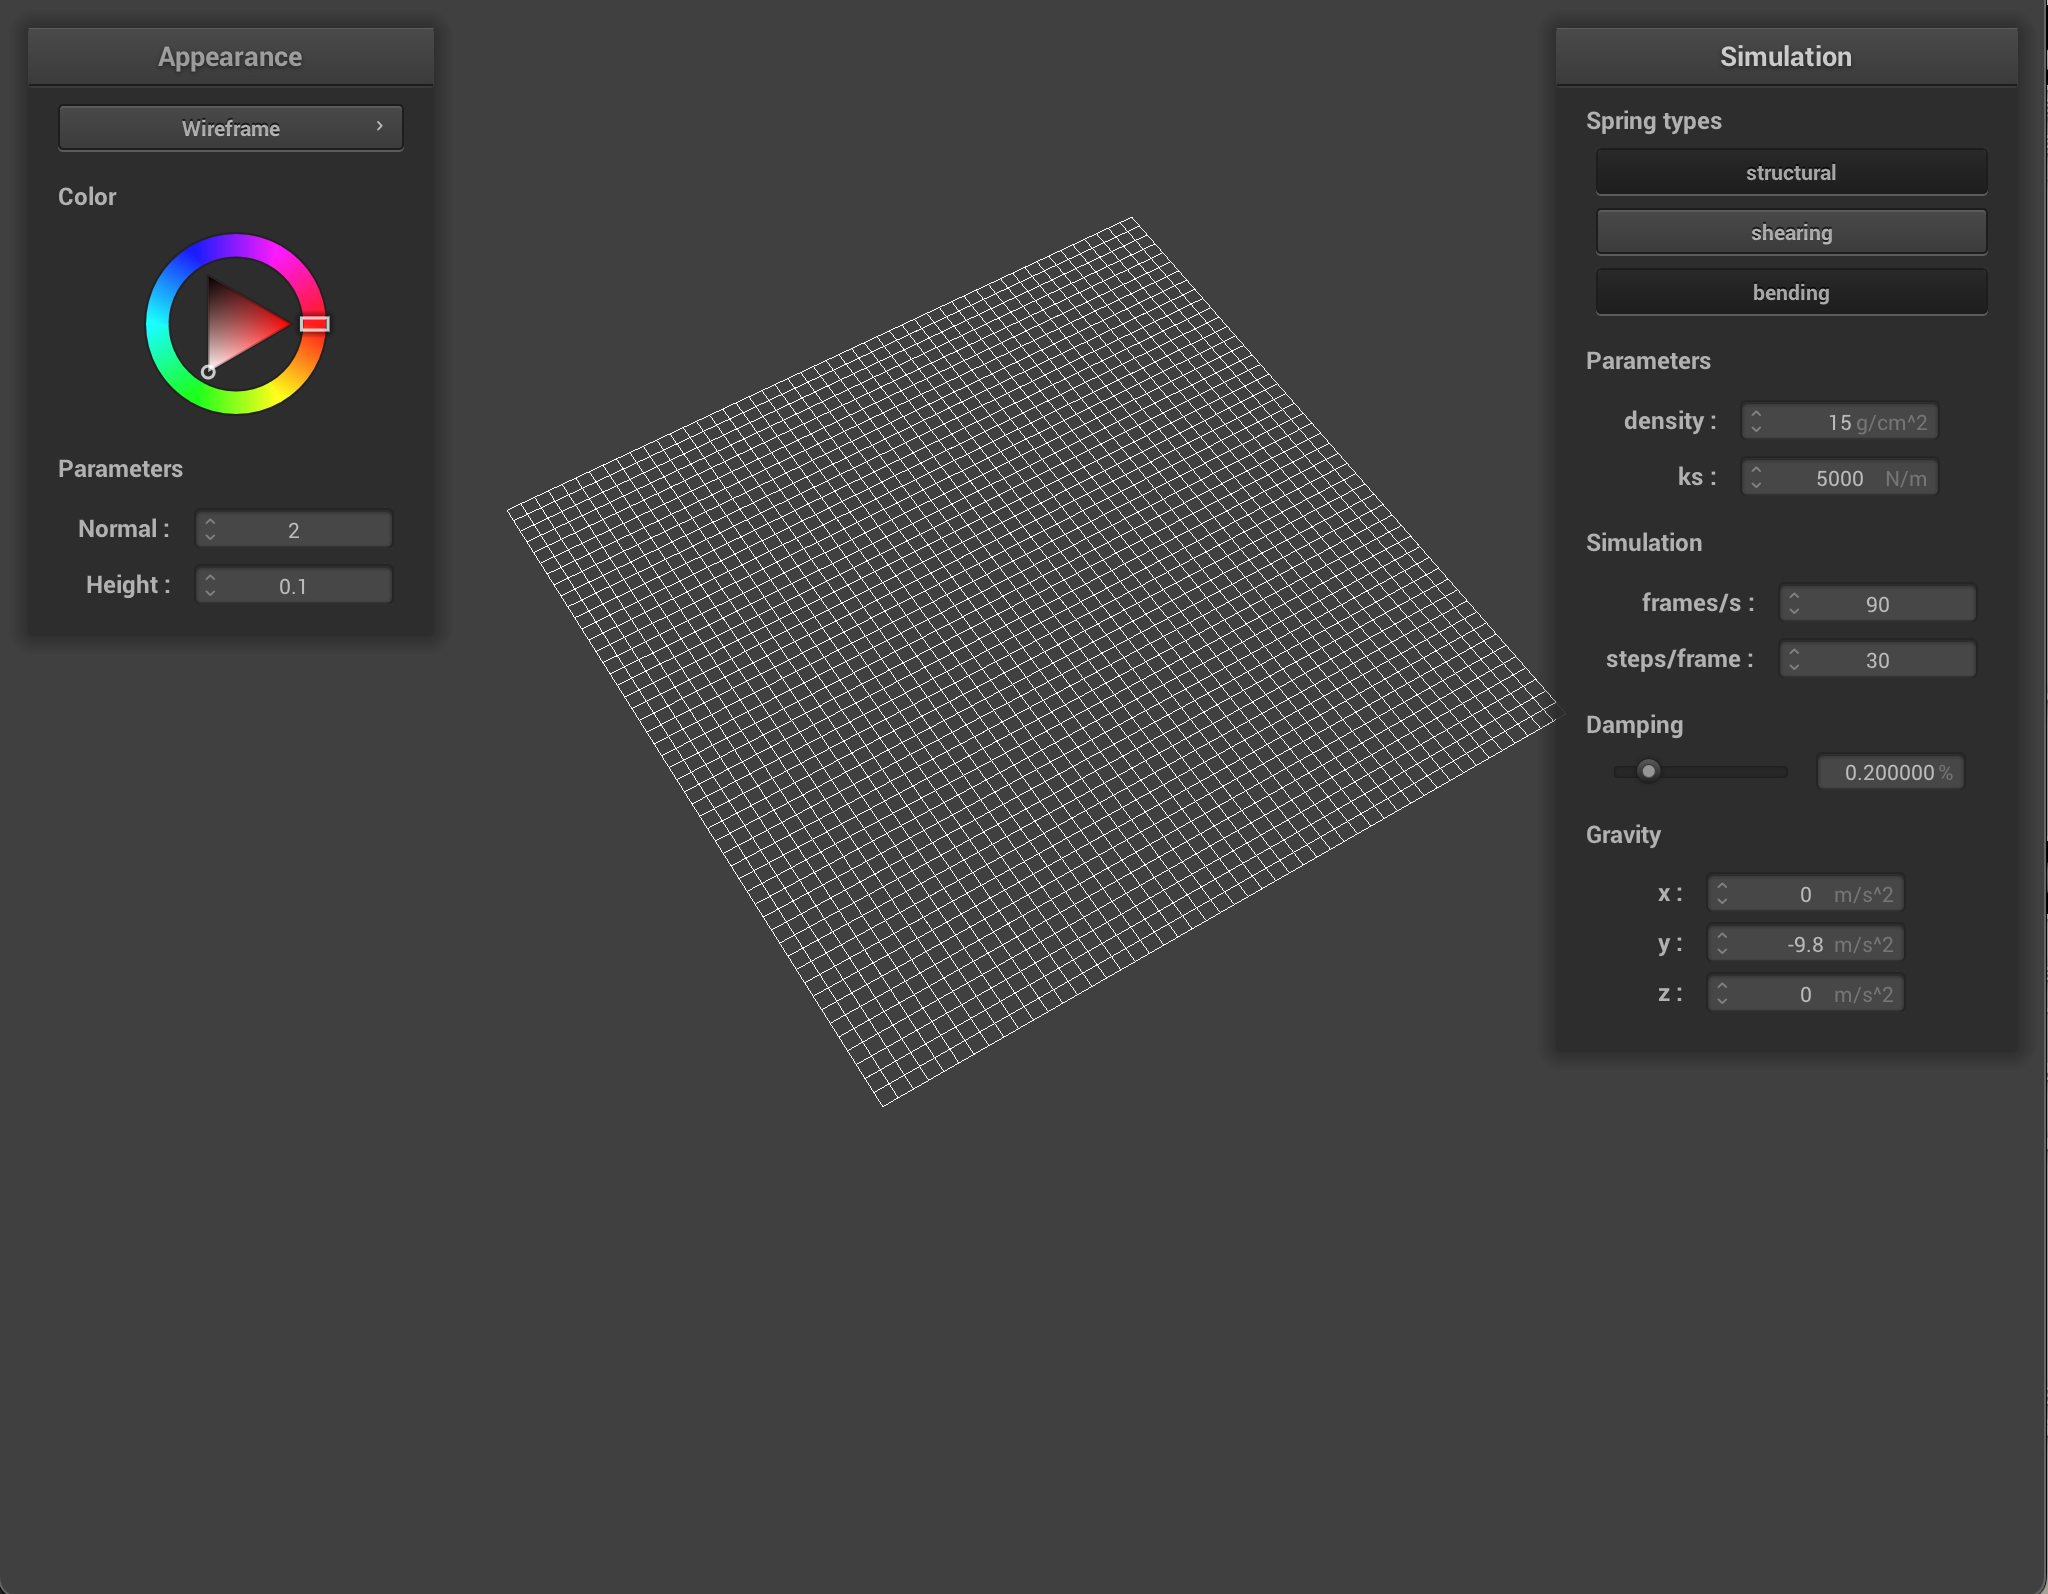 Appearance
Wireframe
Color
Parameters
Normal : 2
Height : 0.1
Simulation
Spring types
structural
shearing
bending
Parameters
density : 15 g/cm^2
ks : 5000 N/m
Simulation
frames/s : 90
steps/frame : 30
Damping
0.200000 %
Gravity
x : 0 m/s^2
y : -9.8 m/s^2
z : 0 m/s^2